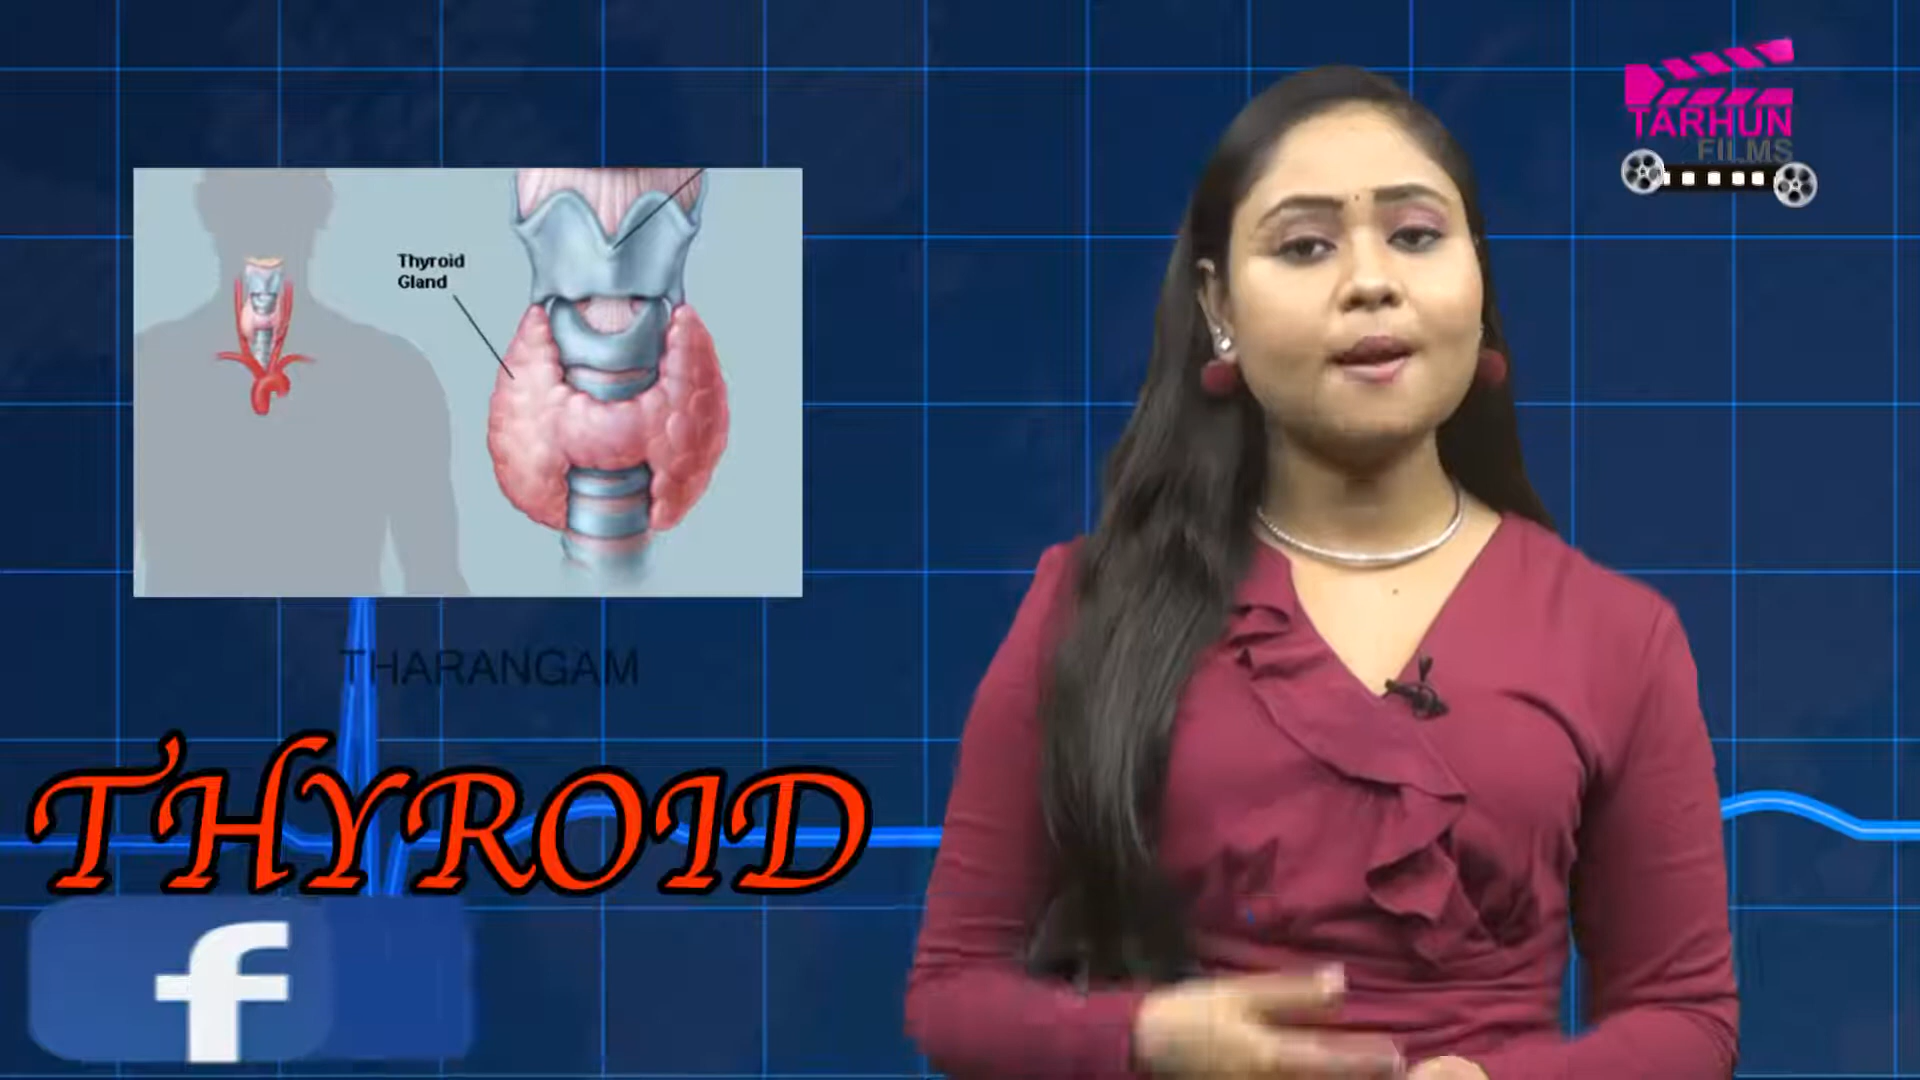 TARHUN
FILMS
Thyroid
Gland
THARANGAM
THYROID
f